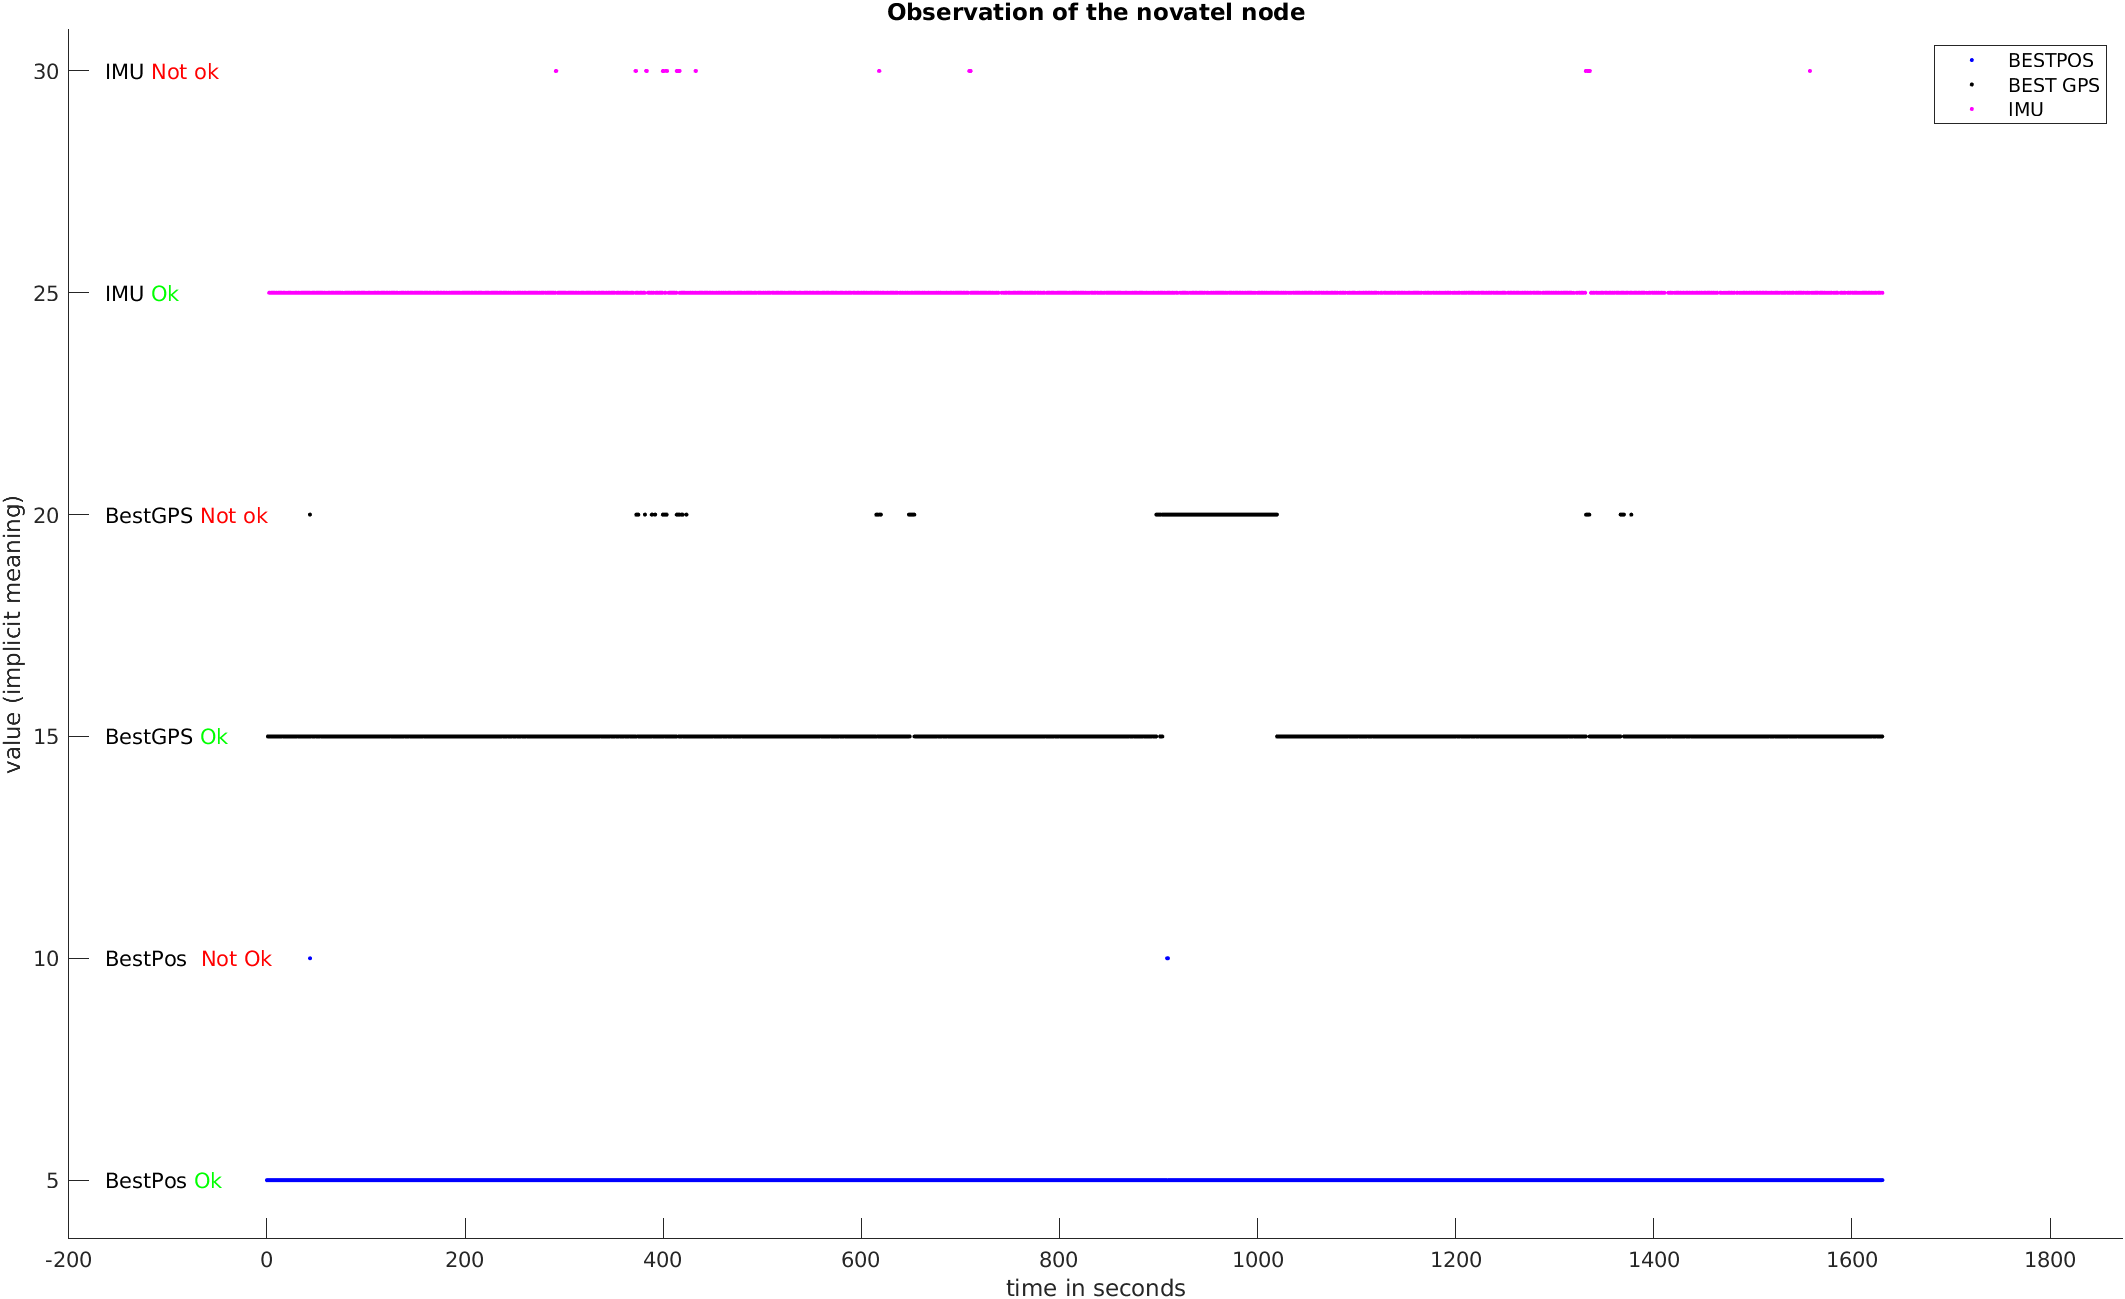 Observation of the novatel node
BESTPOS
BEST GPS
IMU
30 IMU Not ok
25 IMU Ok
20 BestGPS Not ok
15 BestGPS Ok
10 BestPos Not Ok
5 BestPos Ok
value (implicit meaning)
-200 0 200 400 600 800 1000 1200 1400 1600 1800
time in seconds